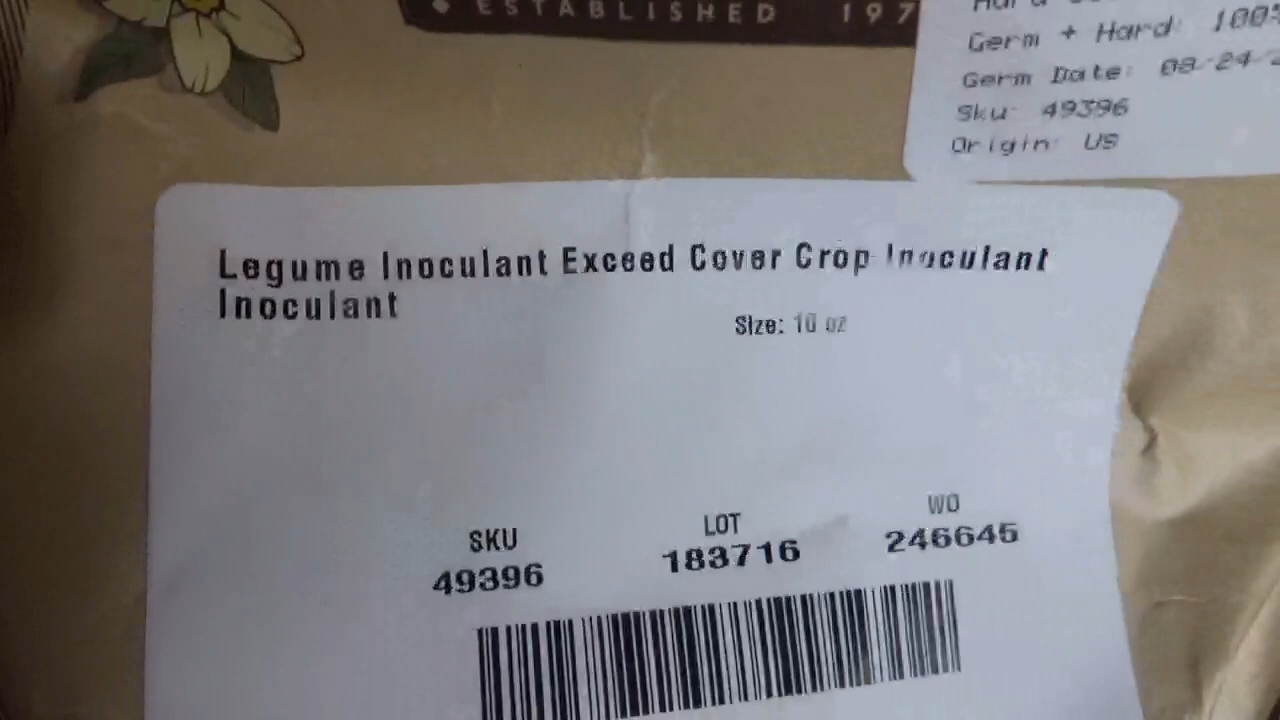 ESTABLISHED 197
Germ + Hard: 100%
Germ Date: 08/24/
Sku: 49396
Origin: US
Legume Inoculant Exceed Cover Crop Inoculant
Inoculant
Size: 10 oz
SKU LOT WO
49396 183716 246645